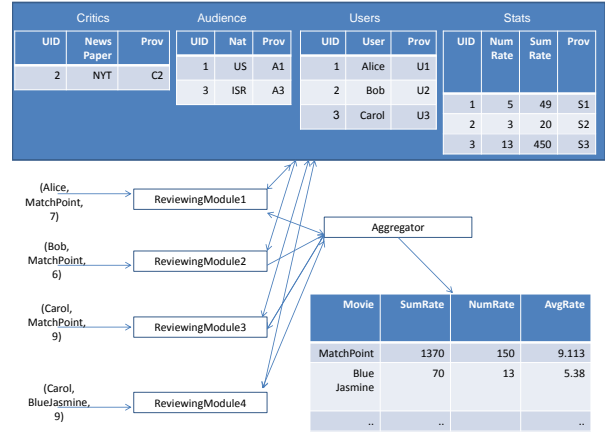 Critics
UID News Paper Prov
2 NYT C2
Audience
UID Nat Prov
1 US A1
3 ISR A3
Users
UID User Prov
1 Alice U1
2 Bob U2
3 Carol U3
Stats
UID Num Rate Sum Rate Prov
1 5 49 S1
2 3 20 S2
3 13 450 S3
(Alice,
MatchPoint,
7)
ReviewingModule1
(Bob,
MatchPoint,
6)
ReviewingModule2
(Carol,
MatchPoint,
9)
ReviewingModule3
(Carol,
BlueJasmine,
9)
ReviewingModule4
Aggregator
Movie SumRate NumRate AvgRate
MatchPoint 1370 150 9.113
Blue Jasmine 70 13 5.38
.. .. ..